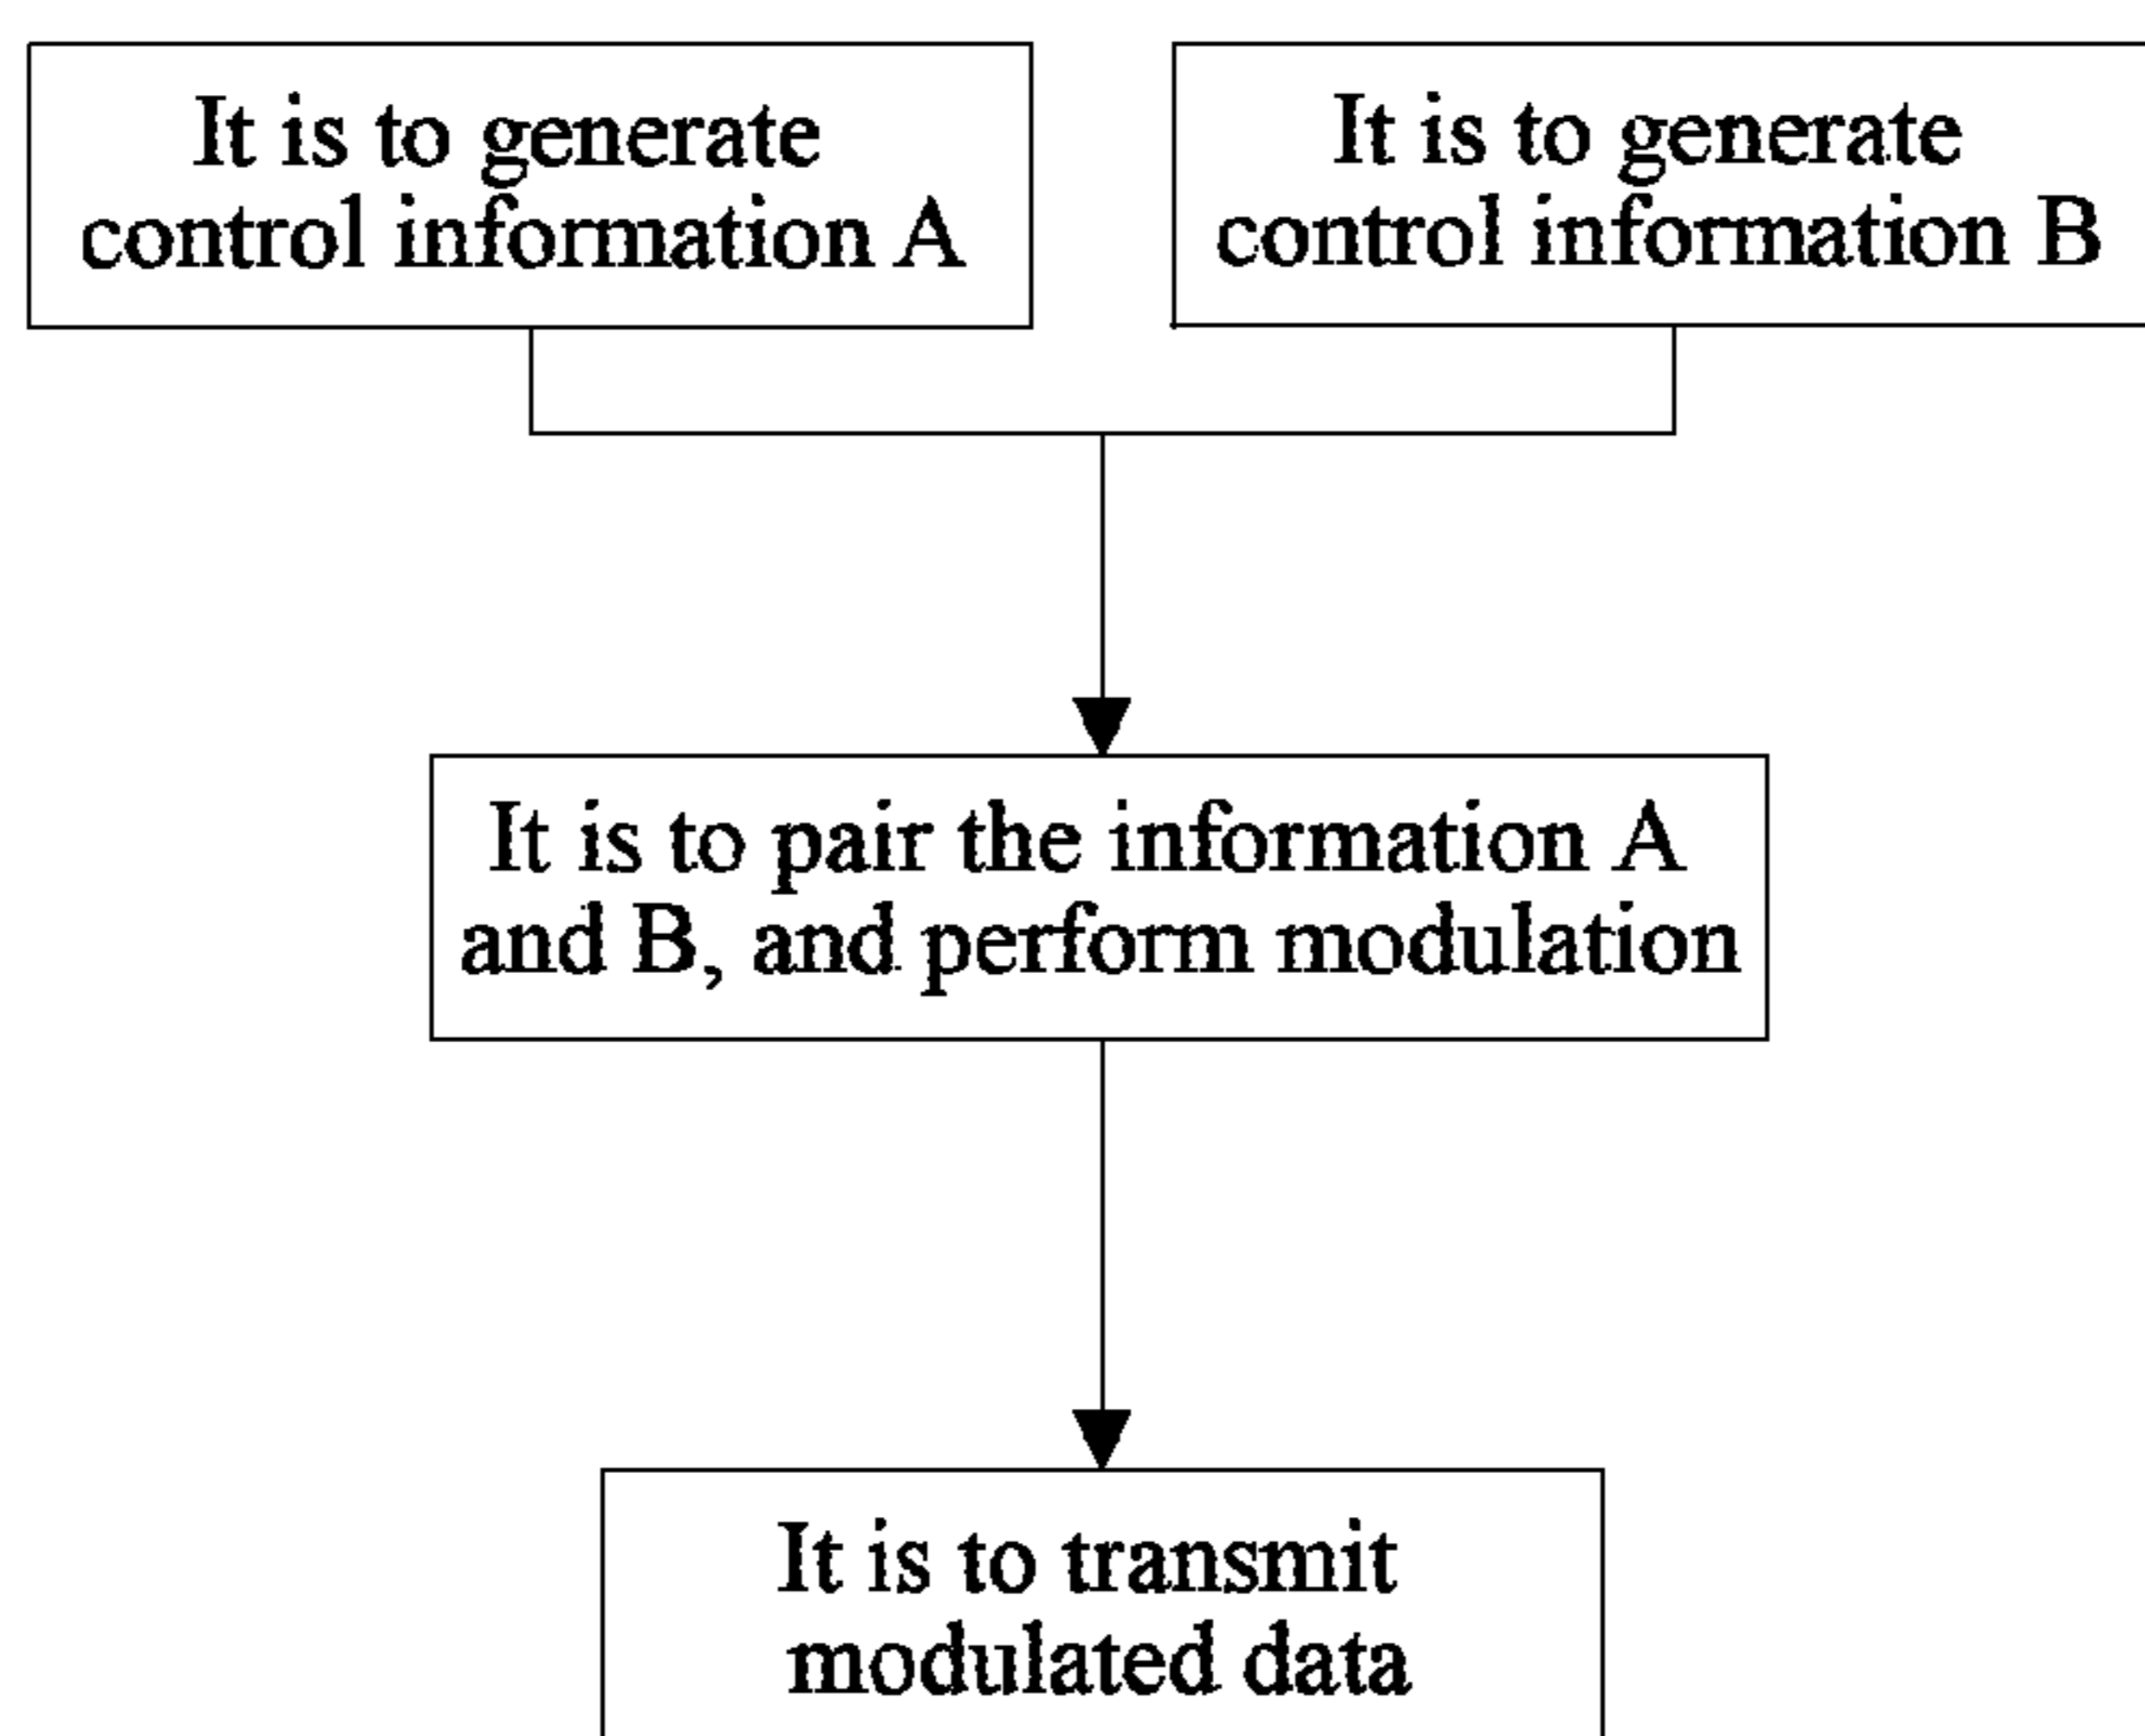 It is to generate
control information A
It is to generate
control information B
It is to pair the information A
and B, and perform modulation
It is to transmit
modulated data